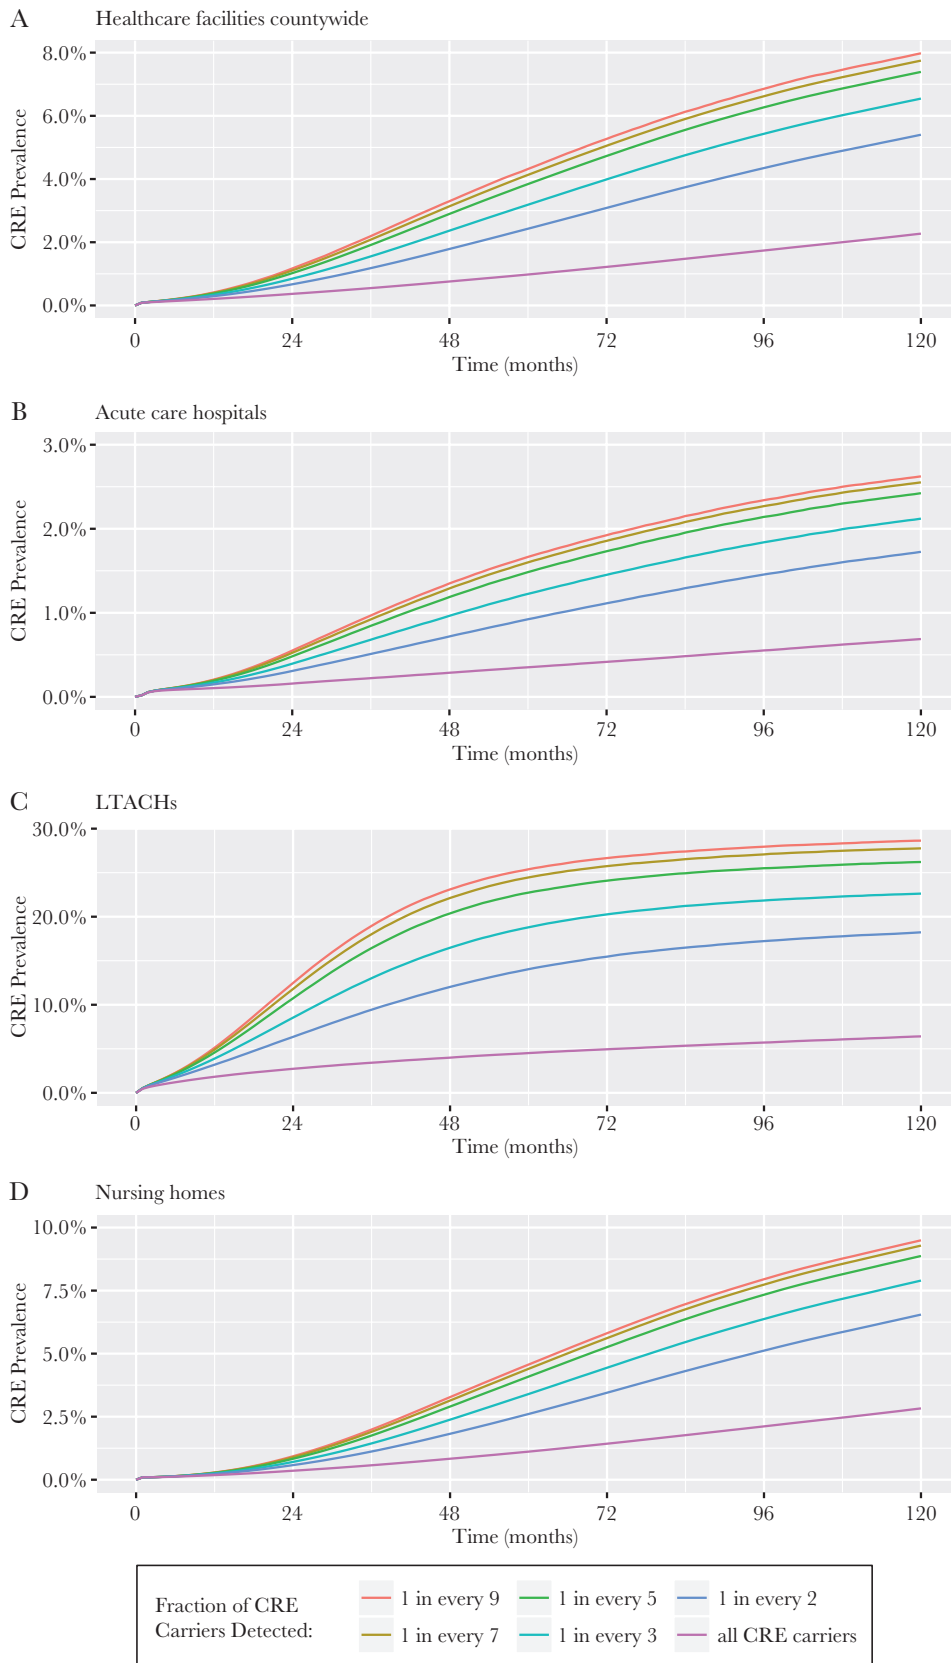 A Healthcare facilities countywide
8.0%
6.0%
4.0%
2.0%
0.0%
CRE Prevalence
0 24 48 72 96 120
Time (months)
B Acute care hospitals
3.0%
2.0%
1.0%
0.0%
CRE Prevalence
0 24 48 72 96 120
Time (months)
C LTACHs
30.0%
20.0%
10.0%
0.0%
CRE Prevalence
0 24 48 72 96 120
Time (months)
D Nursing homes
10.0%
7.5%
5.0%
2.5%
0.0%
CRE Prevalence
0 24 48 72 96 120
Time (months)
Fraction of CRE
Carriers Detected:
1 in every 9 1 in every 5 1 in every 2
1 in every 7 1 in every 3 all CRE carriers